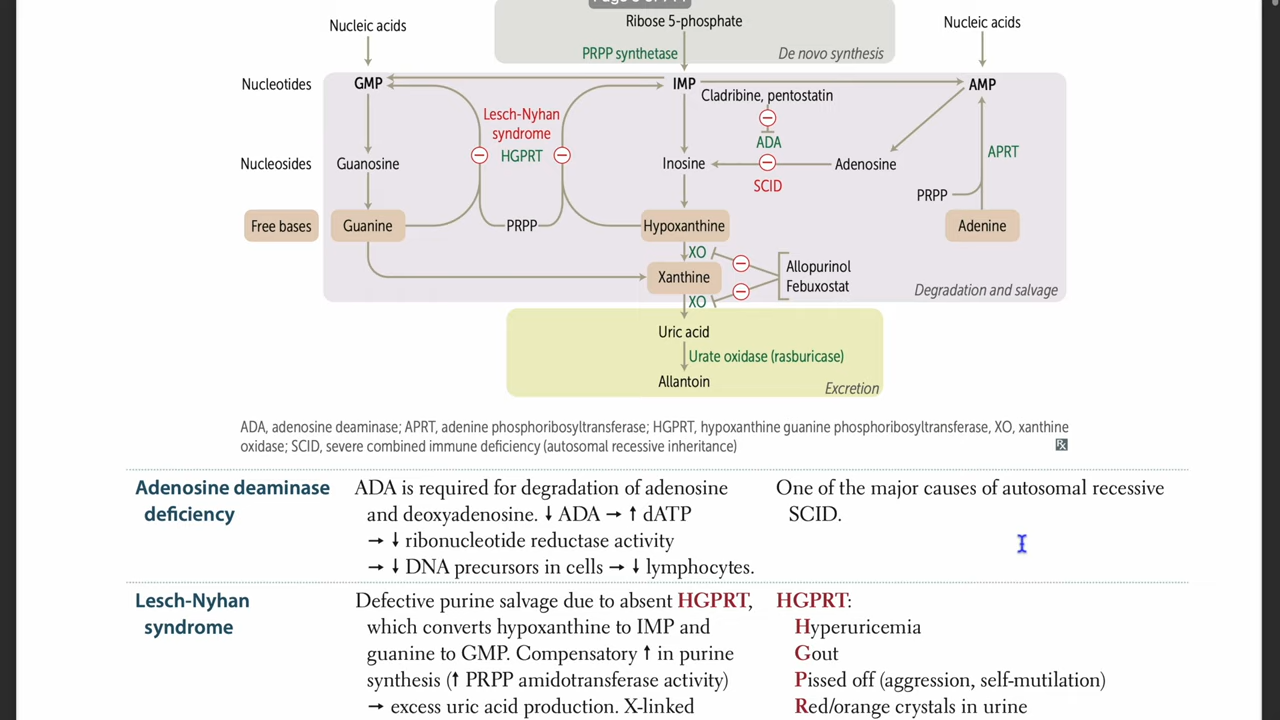 Nucleic acids
Ribose 5-phosphate
Nucleic acids
PRPP synthetase
De novo synthesis
Nucleotides
GMP
IMP
AMP
Cladribine, pentostatin
Lesch-Nyhan
syndrome
HGPRT
ADA
APRT
Nucleosides
Guanosine
Inosine
Adenosine
SCID
PRPP
Free bases
Guanine
PRPP
Hypoxanthine
Adenine
XO
Xanthine
Allopurinol
Febuxostat
Degradation and salvage
XO
Uric acid
Urate oxidase (rasburicase)
Allantoin
Excretion
ADA, adenosine deaminase; APRT, adenine phosphoribosyltransferase; HGPRT, hypoxanthine guanine phosphoribosyltransferase, XO, xanthine
oxidase; SCID, severe combined immune deficiency (autosomal recessive inheritance)
Rx
Adenosine deaminase
deficiency
ADA is required for degradation of adenosine
and deoxyadenosine. ↓ ADA → ↑ dATP
→ ↓ ribonucleotide reductase activity
→ ↓ DNA precursors in cells → ↓ lymphocytes.
One of the major causes of autosomal recessive
SCID.
Lesch-Nyhan
syndrome
Defective purine salvage due to absent HGPRT,
which converts hypoxanthine to IMP and
guanine to GMP. Compensatory ↑ in purine
synthesis (↑ PRPP amidotransferase activity)
→ excess uric acid production. X-linked
HGPRT:
Hyperuricemia
Gout
Pissed off (aggression, self-mutilation)
Red/orange crystals in urine